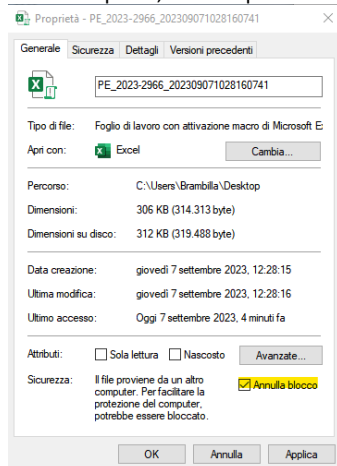 Proprietà - PE_2023-2966_202309071028160741
Generale Sicurezza Dettagli Versioni precedenti
PE_2023-2966_202309071028160741
Tipo di file: Foglio di lavoro con attivazione macro di Microsoft E
Apri con: Excel Cambia...
Percorso: C:\Users\Brambilla\Desktop
Dimensioni: 306 KB (314.313 byte)
Dimensioni su disco: 312 KB (319.488 byte)
Data creazione: giovedì 7 settembre 2023, 12:28:15
Ultima modifica: giovedì 7 settembre 2023, 12:28:16
Ultimo accesso: Oggi 7 settembre 2023, 4 minuti fa
Attributi: Sola lettura Nascosto Avanzate...
Sicurezza: Il file proviene da un altro
computer. Per facilitare la
protezione del computer,
potrebbe essere bloccato.
Annulla blocco
OK Annulla Applica